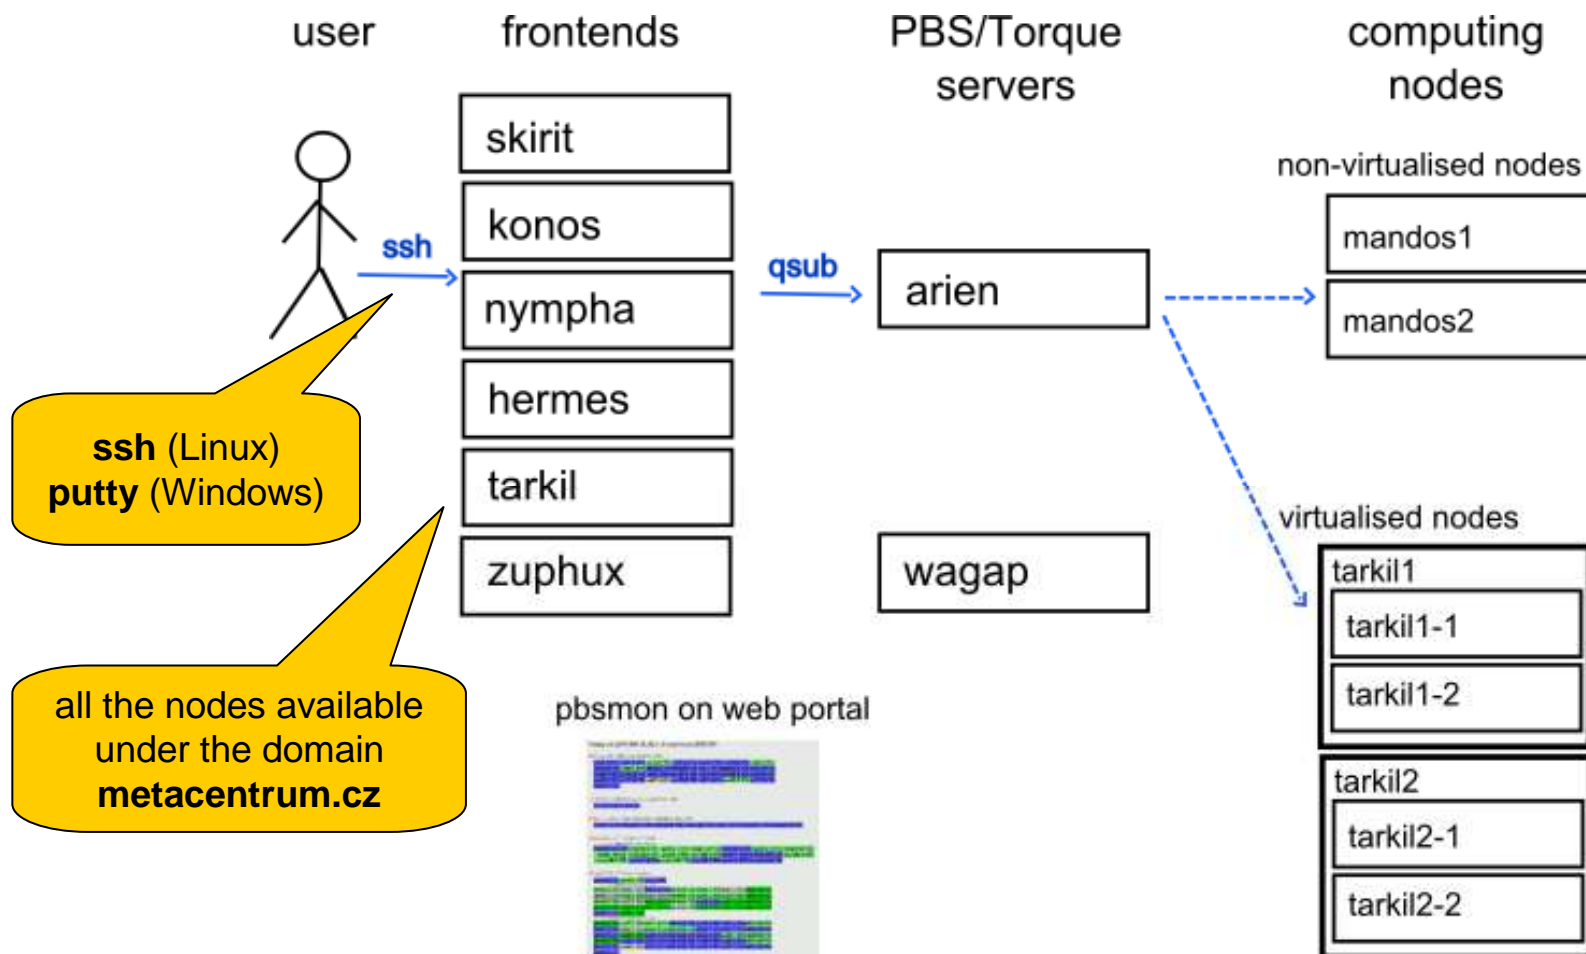 user
frontends
PBS/Torque
servers
computing
nodes
skirit
konos
nympha
hermes
tarkil
zuphux
ssh
qsub
arien
wagap
non-virtualised nodes
mandos1
mandos2
virtualised nodes
tarkil1
tarkil1-1
tarkil1-2
tarkil2
tarkil2-1
tarkil2-2
ssh (Linux)
putty (Windows)
all the nodes available
under the domain
metacentrum.cz
pbsmon on web portal